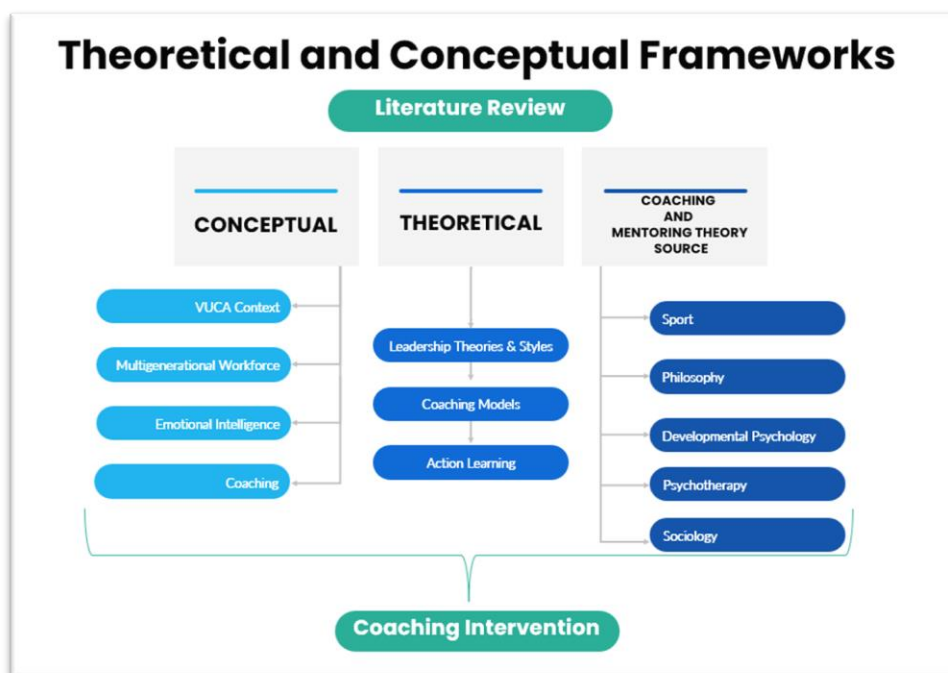 Theoretical and Conceptual Frameworks
Literature Review
CONCEPTUAL
VUCA Context
Multigenerational Workforce
Emotional Intelligence
Coaching
THEORETICAL
Leadership Theories & Styles
Coaching Models
Action Learning
COACHING
AND
MENTORING THEORY
SOURCE
Sport
Philosophy
Developmental Psychology
Psychotherapy
Sociology
Coaching Intervention